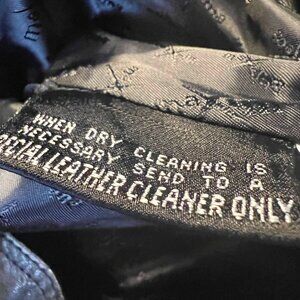 WHEN DRY CLEANING IS
NECESSARY SEND TO A
SPECIAL LEATHER CLEANER ONLY